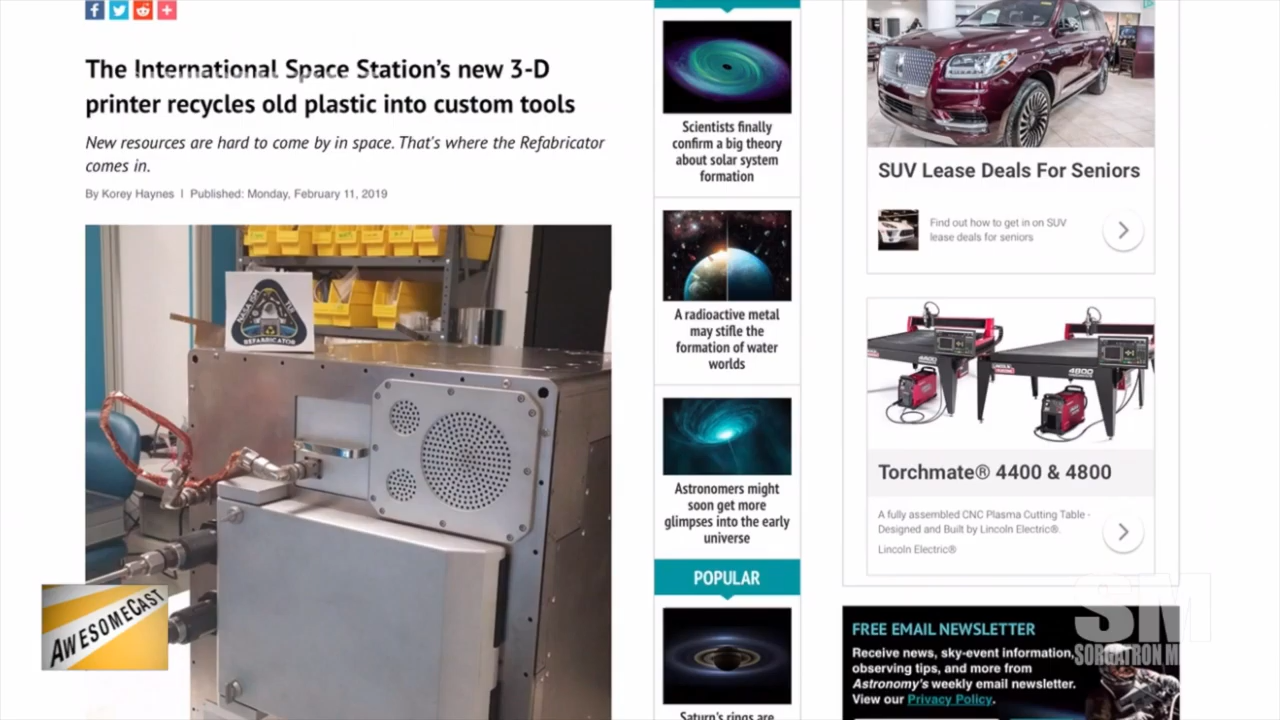 The International Space Station's new 3-D
printer recycles old plastic into custom tools
New resources are hard to come by in space. That's where the Refabricator
comes in.
By Korey Haynes | Published: Monday, February 11, 2019
REFABRICATOR
AWESOMECAST
Scientists finally
confirm a big theory
about solar system
formation
A radioactive metal
may stifle the
formation of water
worlds
Astronomers might
soon get more
glimpses into the early
universe
POPULAR
Saturn's rings are
SUV Lease Deals For Seniors
Find out how to get in on SUV
lease deals for seniors
4400
4800
Torchmate® 4400 & 4800
A fully assembled CNC Plasma Cutting Table -
Designed and Built by Lincoln Electric®.
Lincoln Electric®
FREE EMAIL NEWSLETTER
Receive news, sky-event information,
observing tips, and more from
Astronomy's weekly email newsletter.
View our Privacy Policy.
SM
SORGATRON M